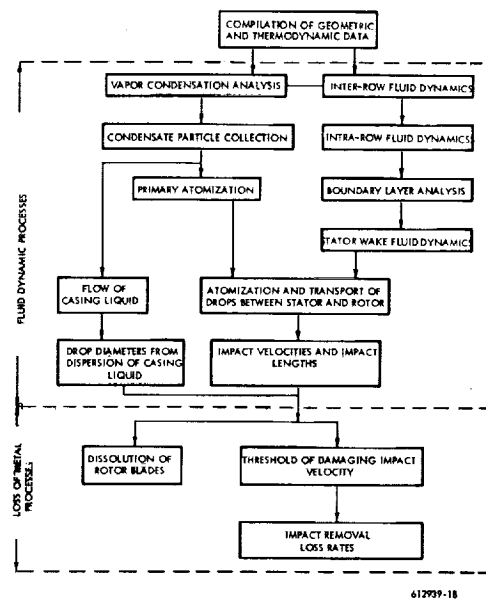 COMPILATION OF GEOMETRIC
AND THERMODYNAMIC DATA
VAPOR CONDENSATION ANALYSIS
INTER-ROW FLUID DYNAMICS
CONDENSATE PARTICLE COLLECTION
INTRA-ROW FLUID DYNAMICS
PRIMARY ATOMIZATION
BOUNDARY LAYER ANALYSIS
STATOR WAKE FLUID DYNAMICS
FLUID DYNAMIC PROCESSES
FLOW OF
CASING LIQUID
ATOMIZATION AND TRANSPORT OF
DROPS BETWEEN STATOR AND ROTOR
DROP DIAMETERS FROM
DISPERSION OF CASING
LIQUID
IMPACT VELOCITIES AND IMPACT
LENGTHS
LOSS OF METAL
PROCESSES
DISSOLUTION OF
ROTOR BLADES
THRESHOLD OF DAMAGING IMPACT
VELOCITY
IMPACT REMOVAL
LOSS RATES
612939-18